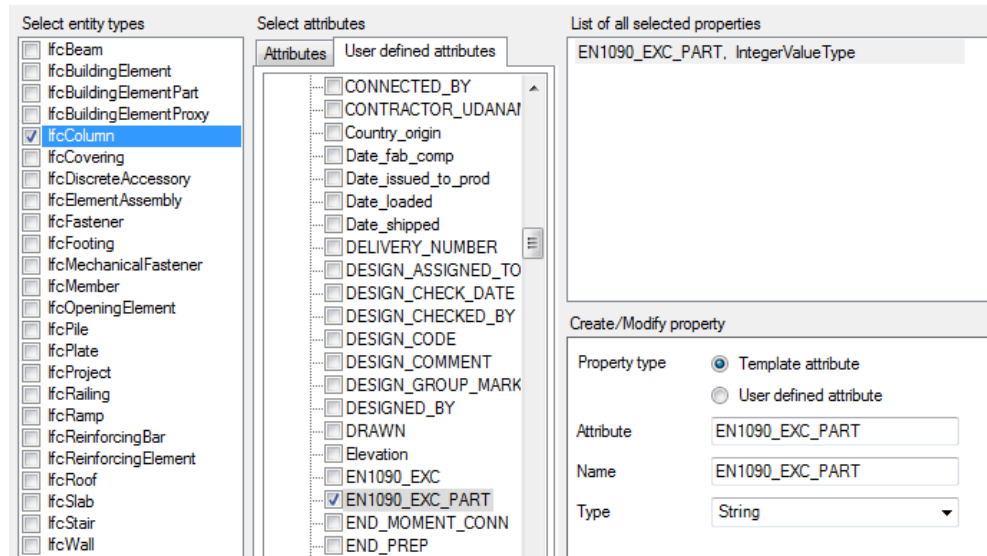 Select entity types
IfcBeam
IfcBuildingElement
IfcBuildingElementPart
IfcBuildingElementProxy
IfcColumn
IfcCovering
IfcDiscreteAccessory
IfcElementAssembly
IfcFastener
IfcFooting
IfcMechanicalFastener
IfcMember
IfcOpeningElement
IfcPile
IfcPlate
IfcProject
IfcRailing
IfcRamp
IfcReinforcingBar
IfcReinforcingElement
IfcRoof
IfcSlab
IfcStair
IfcWall
Select attributes
Attributes
User defined attributes
CONNECTED_BY
CONTRACTOR_UDANA
Country_origin
Date_fab_comp
Date_issued_to_prod
Date_loaded
Date_shipped
DELIVERY_NUMBER
DESIGN_ASSIGNED_TO
DESIGN_CHECK_DATE
DESIGN_CHECKED_BY
DESIGN_CODE
DESIGN_COMMENT
DESIGN_GROUP_MARK
DESIGNED_BY
DRAWN
Elevation
EN1090_EXC
EN1090_EXC_PART
END_MOMENT_CONN
END_PREP
List of all selected properties
EN1090_EXC_PART, IntegerValueType
Create/Modify property
Property type
Template attribute
User defined attribute
Attribute EN1090_EXC_PART
Name EN1090_EXC_PART
Type String